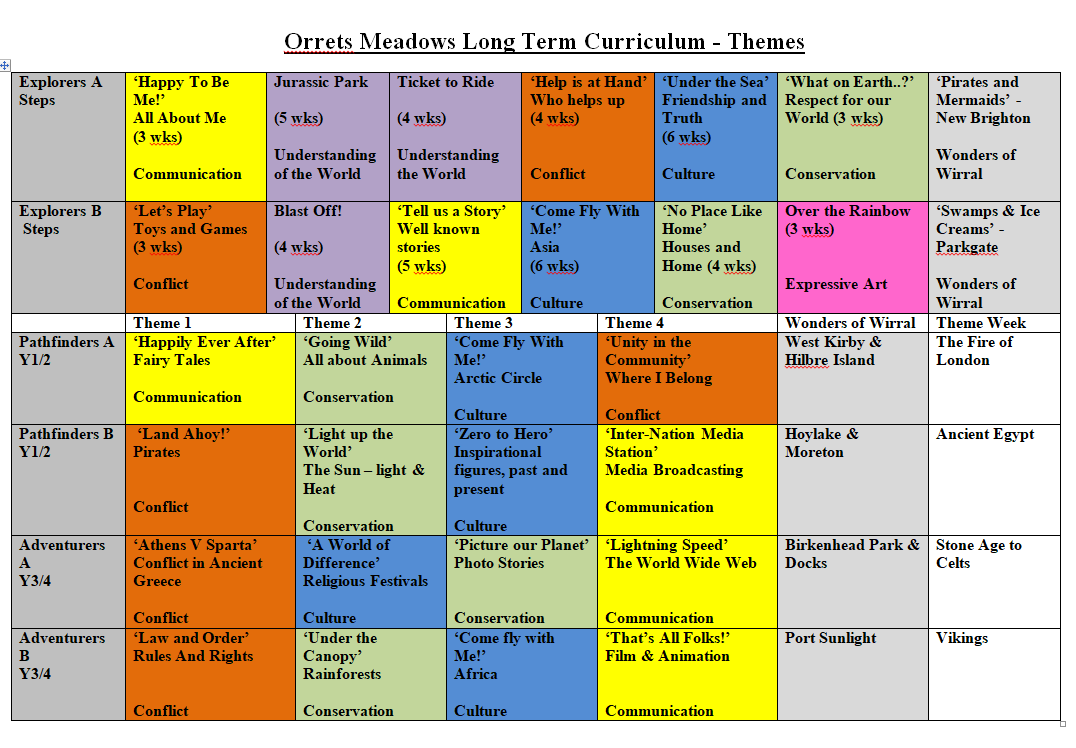 Orrets Meadows Long Term Curriculum - Themes
Explorers A
Steps
‘Happy To Be
Me!’
All About Me
(3 wks)
Communication
Jurassic Park
(5 wks)
Understanding
of the World
Ticket to Ride
(4 wks)
Understanding
the World
‘Help is at Hand’
Who helps up
(4 wks)
Conflict
‘Under the Sea’
Friendship and
Truth
(6 wks)
Culture
‘What on Earth..?’
Respect for our
World (3 wks)
Conservation
‘Pirates and
Mermaids’ -
New Brighton
Wonders of
Wirral
Explorers B
Steps
‘Let’s Play’
Toys and Games
(3 wks)
Conflict
Blast Off!
(4 wks)
Understanding
of the World
‘Tell us a Story’
Well known
stories
(5 wks)
Communication
‘Come Fly With
Me!’
Asia
(6 wks)
Culture
‘No Place Like
Home’
Houses and
Home (4 wks)
Conservation
Over the Rainbow
(3 wks)
Expressive Art
‘Swamps & Ice
Creams’ -
Parkgate
Wonders of
Wirral
Theme 1
Theme 2
Theme 3
Theme 4
Wonders of Wirral
Theme Week
Pathfinders A
Y1/2
‘Happily Ever After’
Fairy Tales
Communication
‘Going Wild’
All about Animals
Conservation
‘Come Fly With
Me!’
Arctic Circle
Culture
‘Unity in the
Community’
Where I Belong
Conflict
West Kirby &
Hilbre Island
The Fire of
London
Pathfinders B
Y1/2
‘Land Ahoy!’
Pirates
Conflict
‘Light up the
World’
The Sun – light &
Heat
Conservation
‘Zero to Hero’
Inspirational
figures, past and
present
Culture
‘Inter-Nation Media
Station’
Media Broadcasting
Communication
Hoylake &
Moreton
Ancient Egypt
Adventurers
A
Y3/4
‘Athens V Sparta’
Conflict in Ancient
Greece
Conflict
‘A World of
Difference’
Religious Festivals
Culture
‘Picture our Planet’
Photo Stories
Conservation
‘Lightning Speed’
The World Wide Web
Communication
Birkenhead Park &
Docks
Stone Age to
Celts
Adventurers
B
Y3/4
‘Law and Order’
Rules And Rights
Conflict
‘Under the
Canopy’
Rainforests
Conservation
‘Come fly with
Me!’
Africa
Culture
‘That’s All Folks!’
Film & Animation
Communication
Port Sunlight
Vikings